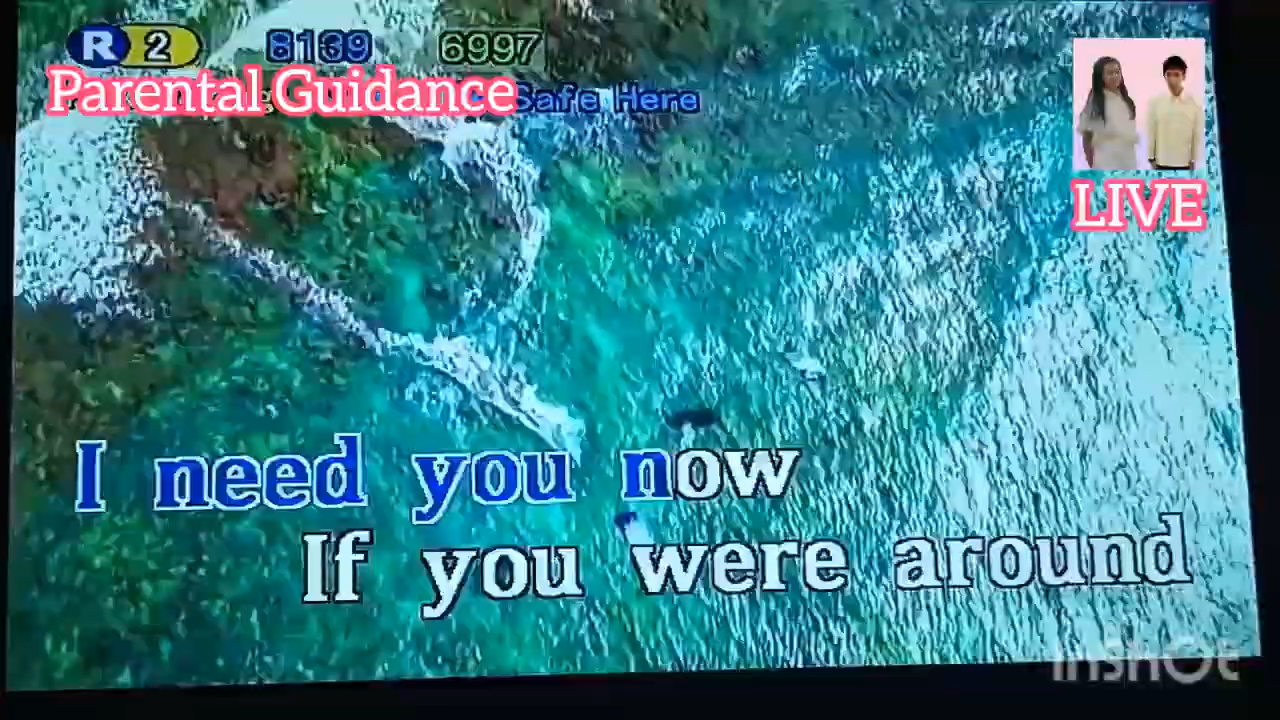 R 2 8139 6997
Parental Guidance
Safe Here
LIVE
I need you now
If you were around
INSHOT